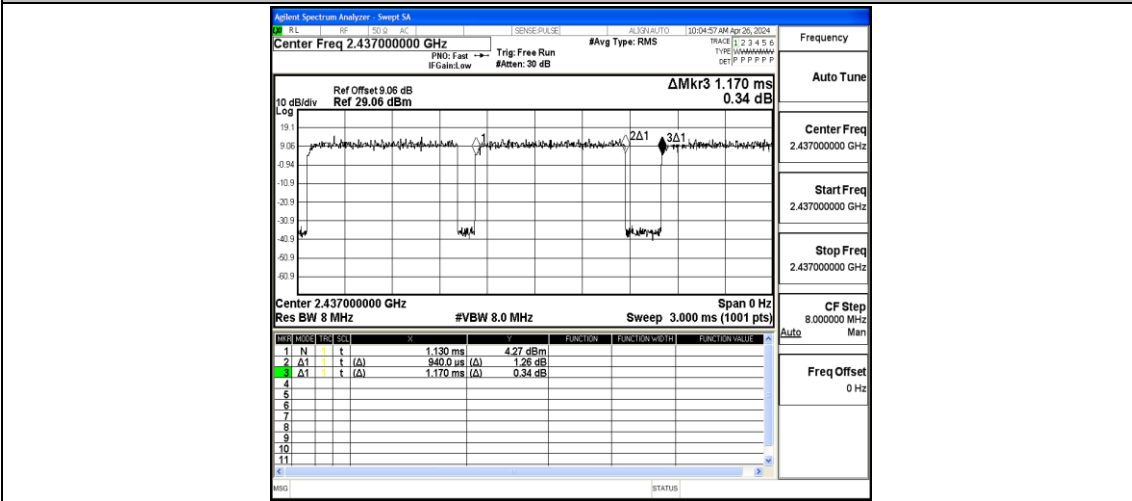 Agilent Spectrum Analyzer - Swept SA
RL RF 50 Ω AC SENSE:PULSE ALIGN AUTO 10:04:57 AM Apr 26, 2024
Center Freq 2.437000000 GHz #Avg Type: RMS TRACE 1 2 3 4 5 6
PNO: Fast Trig: Free Run TYPE
IFGain:Low #Atten: 30 dB DET P P P P P P
Frequency
ΔMkr3 1.170 ms
Ref Offset 9.06 dB
10 dB/div Ref 29.06 dBm 0.34 dB
Log
19.1
9.06
-0.94
-10.9
-20.9
-30.9
-40.9
-50.9
-60.9
1 2Δ1 3Δ1
Center 2.437000000 GHz Span 0 Hz
Res BW 8 MHz #VBW 8.0 MHz Sweep 3.000 ms (1001 pts)
MKR MODE TRC SCL X Y FUNCTION FUNCTION WIDTH FUNCTION VALUE
1 N 1 t 1.130 ms 4.27 dBm
2 Δ1 1 t (Δ) 940.0 us (Δ) 1.26 dB
3 Δ1 1 t (Δ) 1.170 ms (Δ) 0.34 dB
4
5
6
7
8
9
10
11
MSG STATUS
Auto Tune
Center Freq
2.437000000 GHz
Start Freq
2.437000000 GHz
Stop Freq
2.437000000 GHz
CF Step
8.000000 MHz
Auto Man
Freq Offset
0 Hz